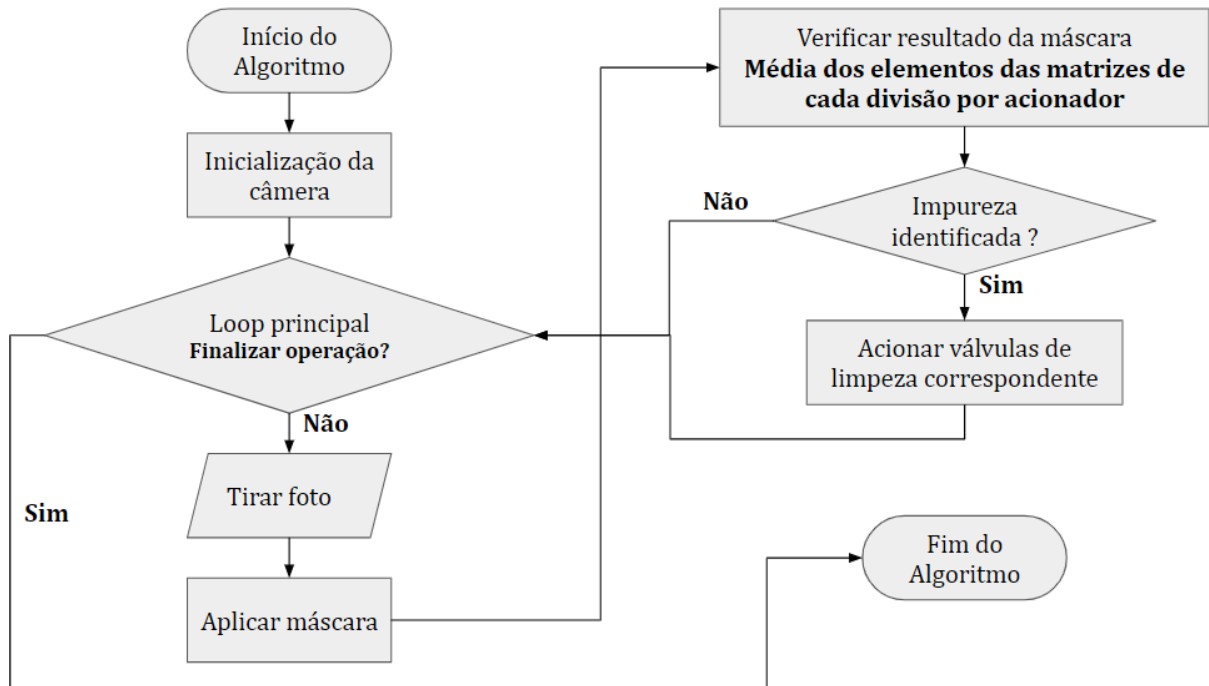 Início do
Algoritmo
Inicialização da
câmera
Loop principal
Finalizar operação?
Não
Sim
Tirar foto
Aplicar máscara
Verificar resultado da máscara
Média dos elementos das matrizes de
cada divisão por acionador
Impureza
identificada ?
Não
Sim
Acionar válvulas de
limpeza correspondente
Fim do
Algoritmo